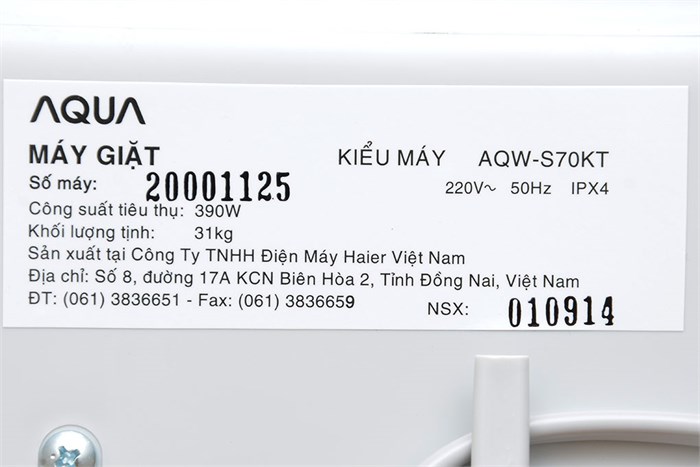 AQUA
MÁY GIẶT KIỂU MÁY AQW-S70KT
Số máy: 20001125 220V~ 50Hz IPX4
Công suất tiêu thụ: 390W
Khối lượng tịnh: 31kg
Sản xuất tại Công Ty TNHH Điện Máy Haier Việt Nam
Địa chỉ: Số 8, đường 17A KCN Biên Hòa 2, Tỉnh Đồng Nai, Việt Nam
ĐT: (061) 3836651 - Fax: (061) 3836659
NSX: 010914